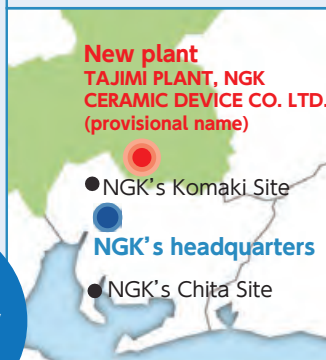 New plant
TAJIMI PLANT, NGK
CERAMIC DEVICE CO. LTD.
(provisional name)
NGK's Komaki Site
NGK's headquarters
NGK's Chita Site